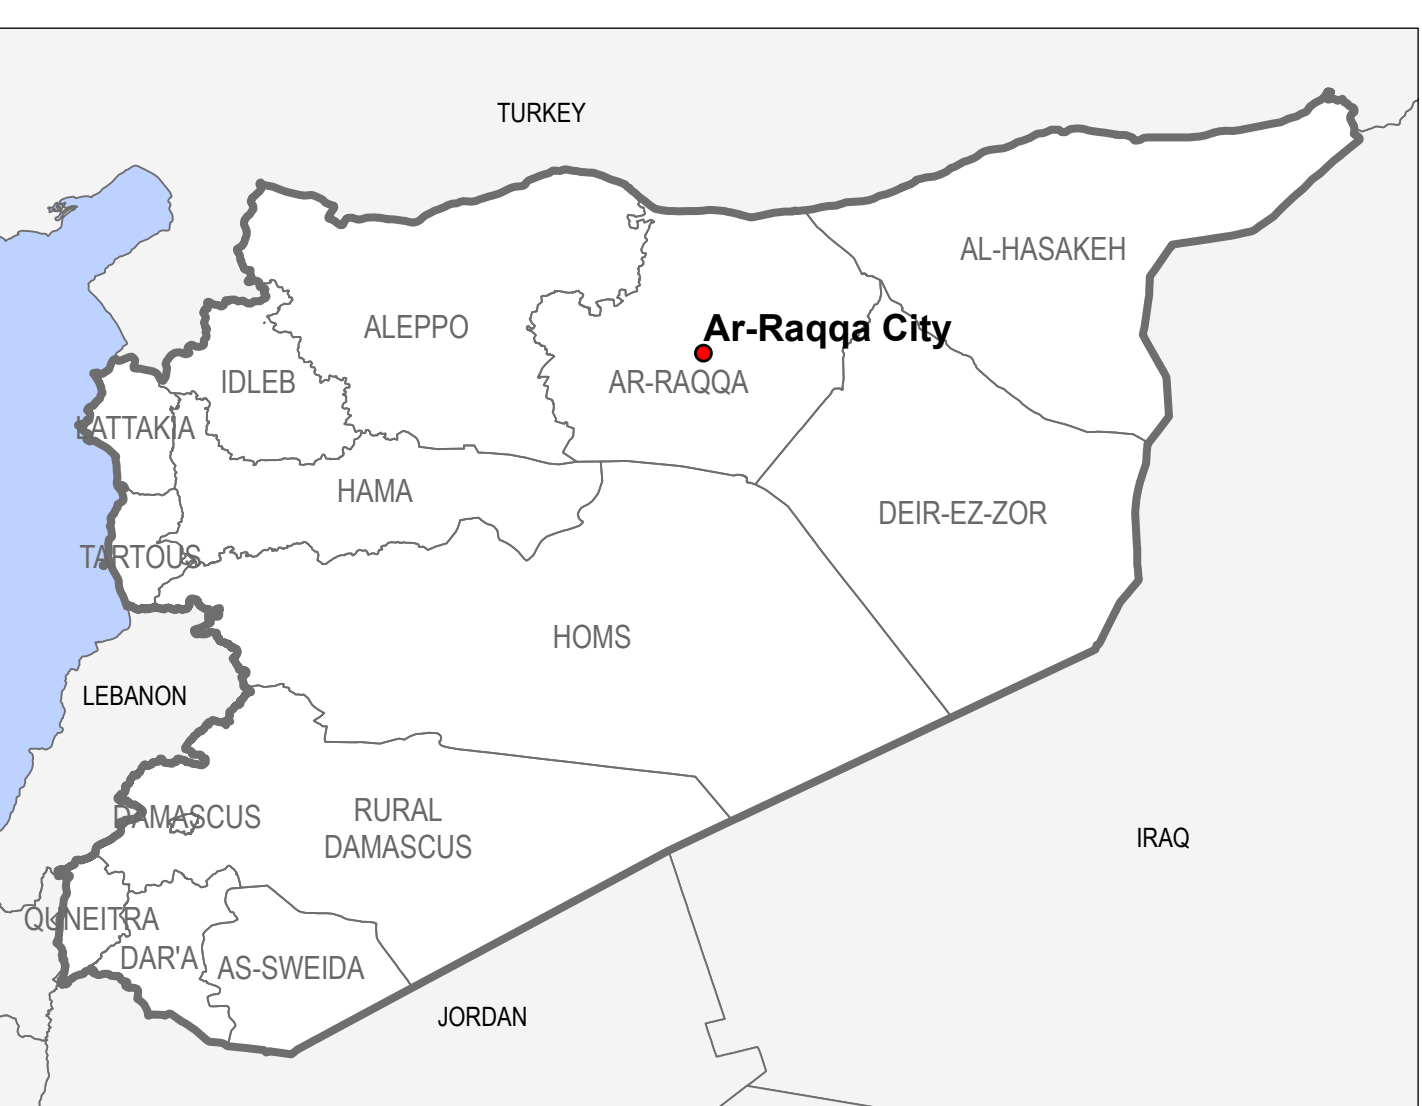 TURKEY
AL-HASAKEH
ALEPPO
Ar-Raqqa City
IDLEB
AR-RAQQA
LATTAKIA
HAMA
DEIR-EZ-ZOR
TARTOUS
HOMS
LEBANON
DAMASCUS
RURAL
DAMASCUS
IRAQ
QUNEITRA
DAR'A
AS-SWEIDA
JORDAN